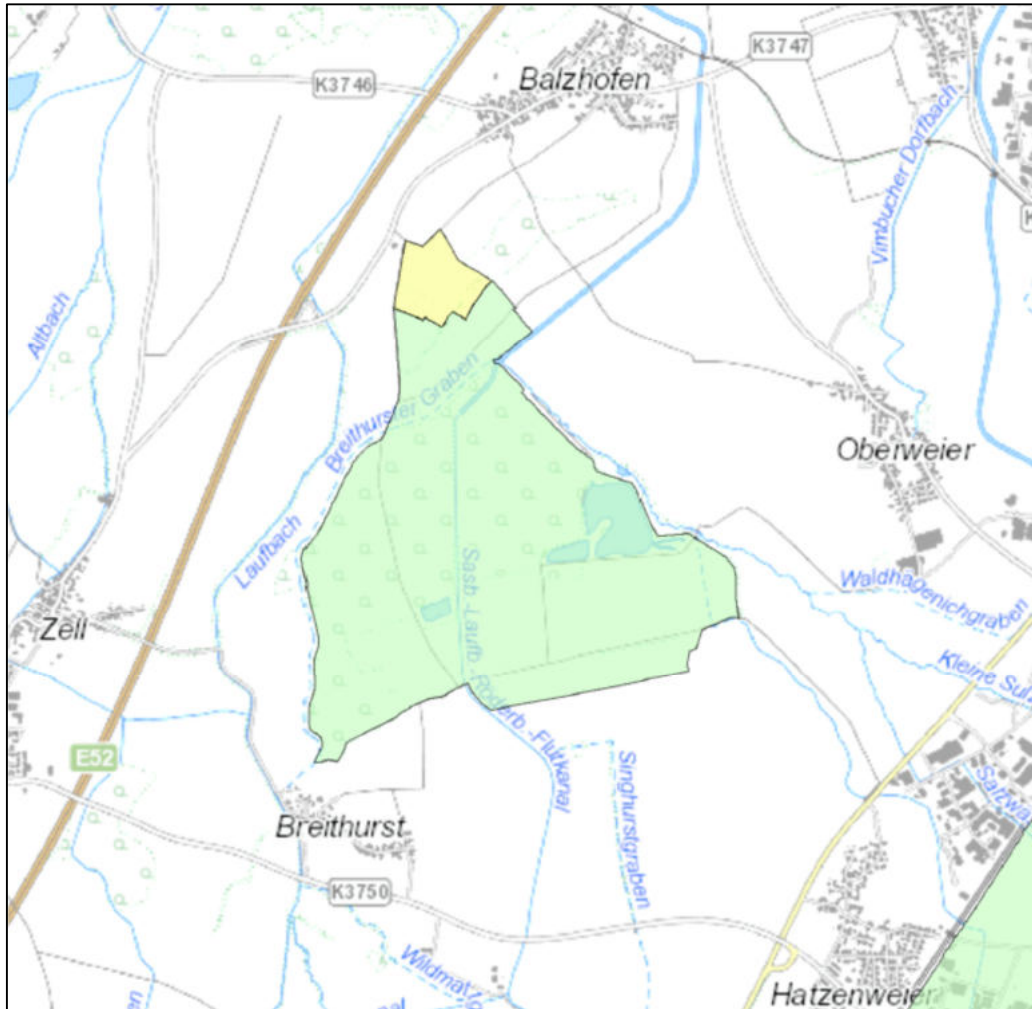 K3747
K3746
Balzhofen
Vimbucher Dorfbach
K
Altbach
Breithurster Graben
Oberweier
Laufbach
Sasb.-Laufb.-Röderb.-Flutkanal
Waldhagenichgraben
Zell
Kleine Sul
E52
Singhurstgraben
Breithurst
K3750
Hatzenweier